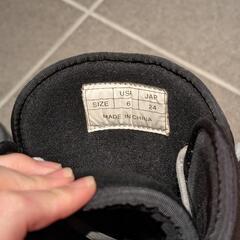 US. JAP.
SIZE 6 24
MADE IN CHINA